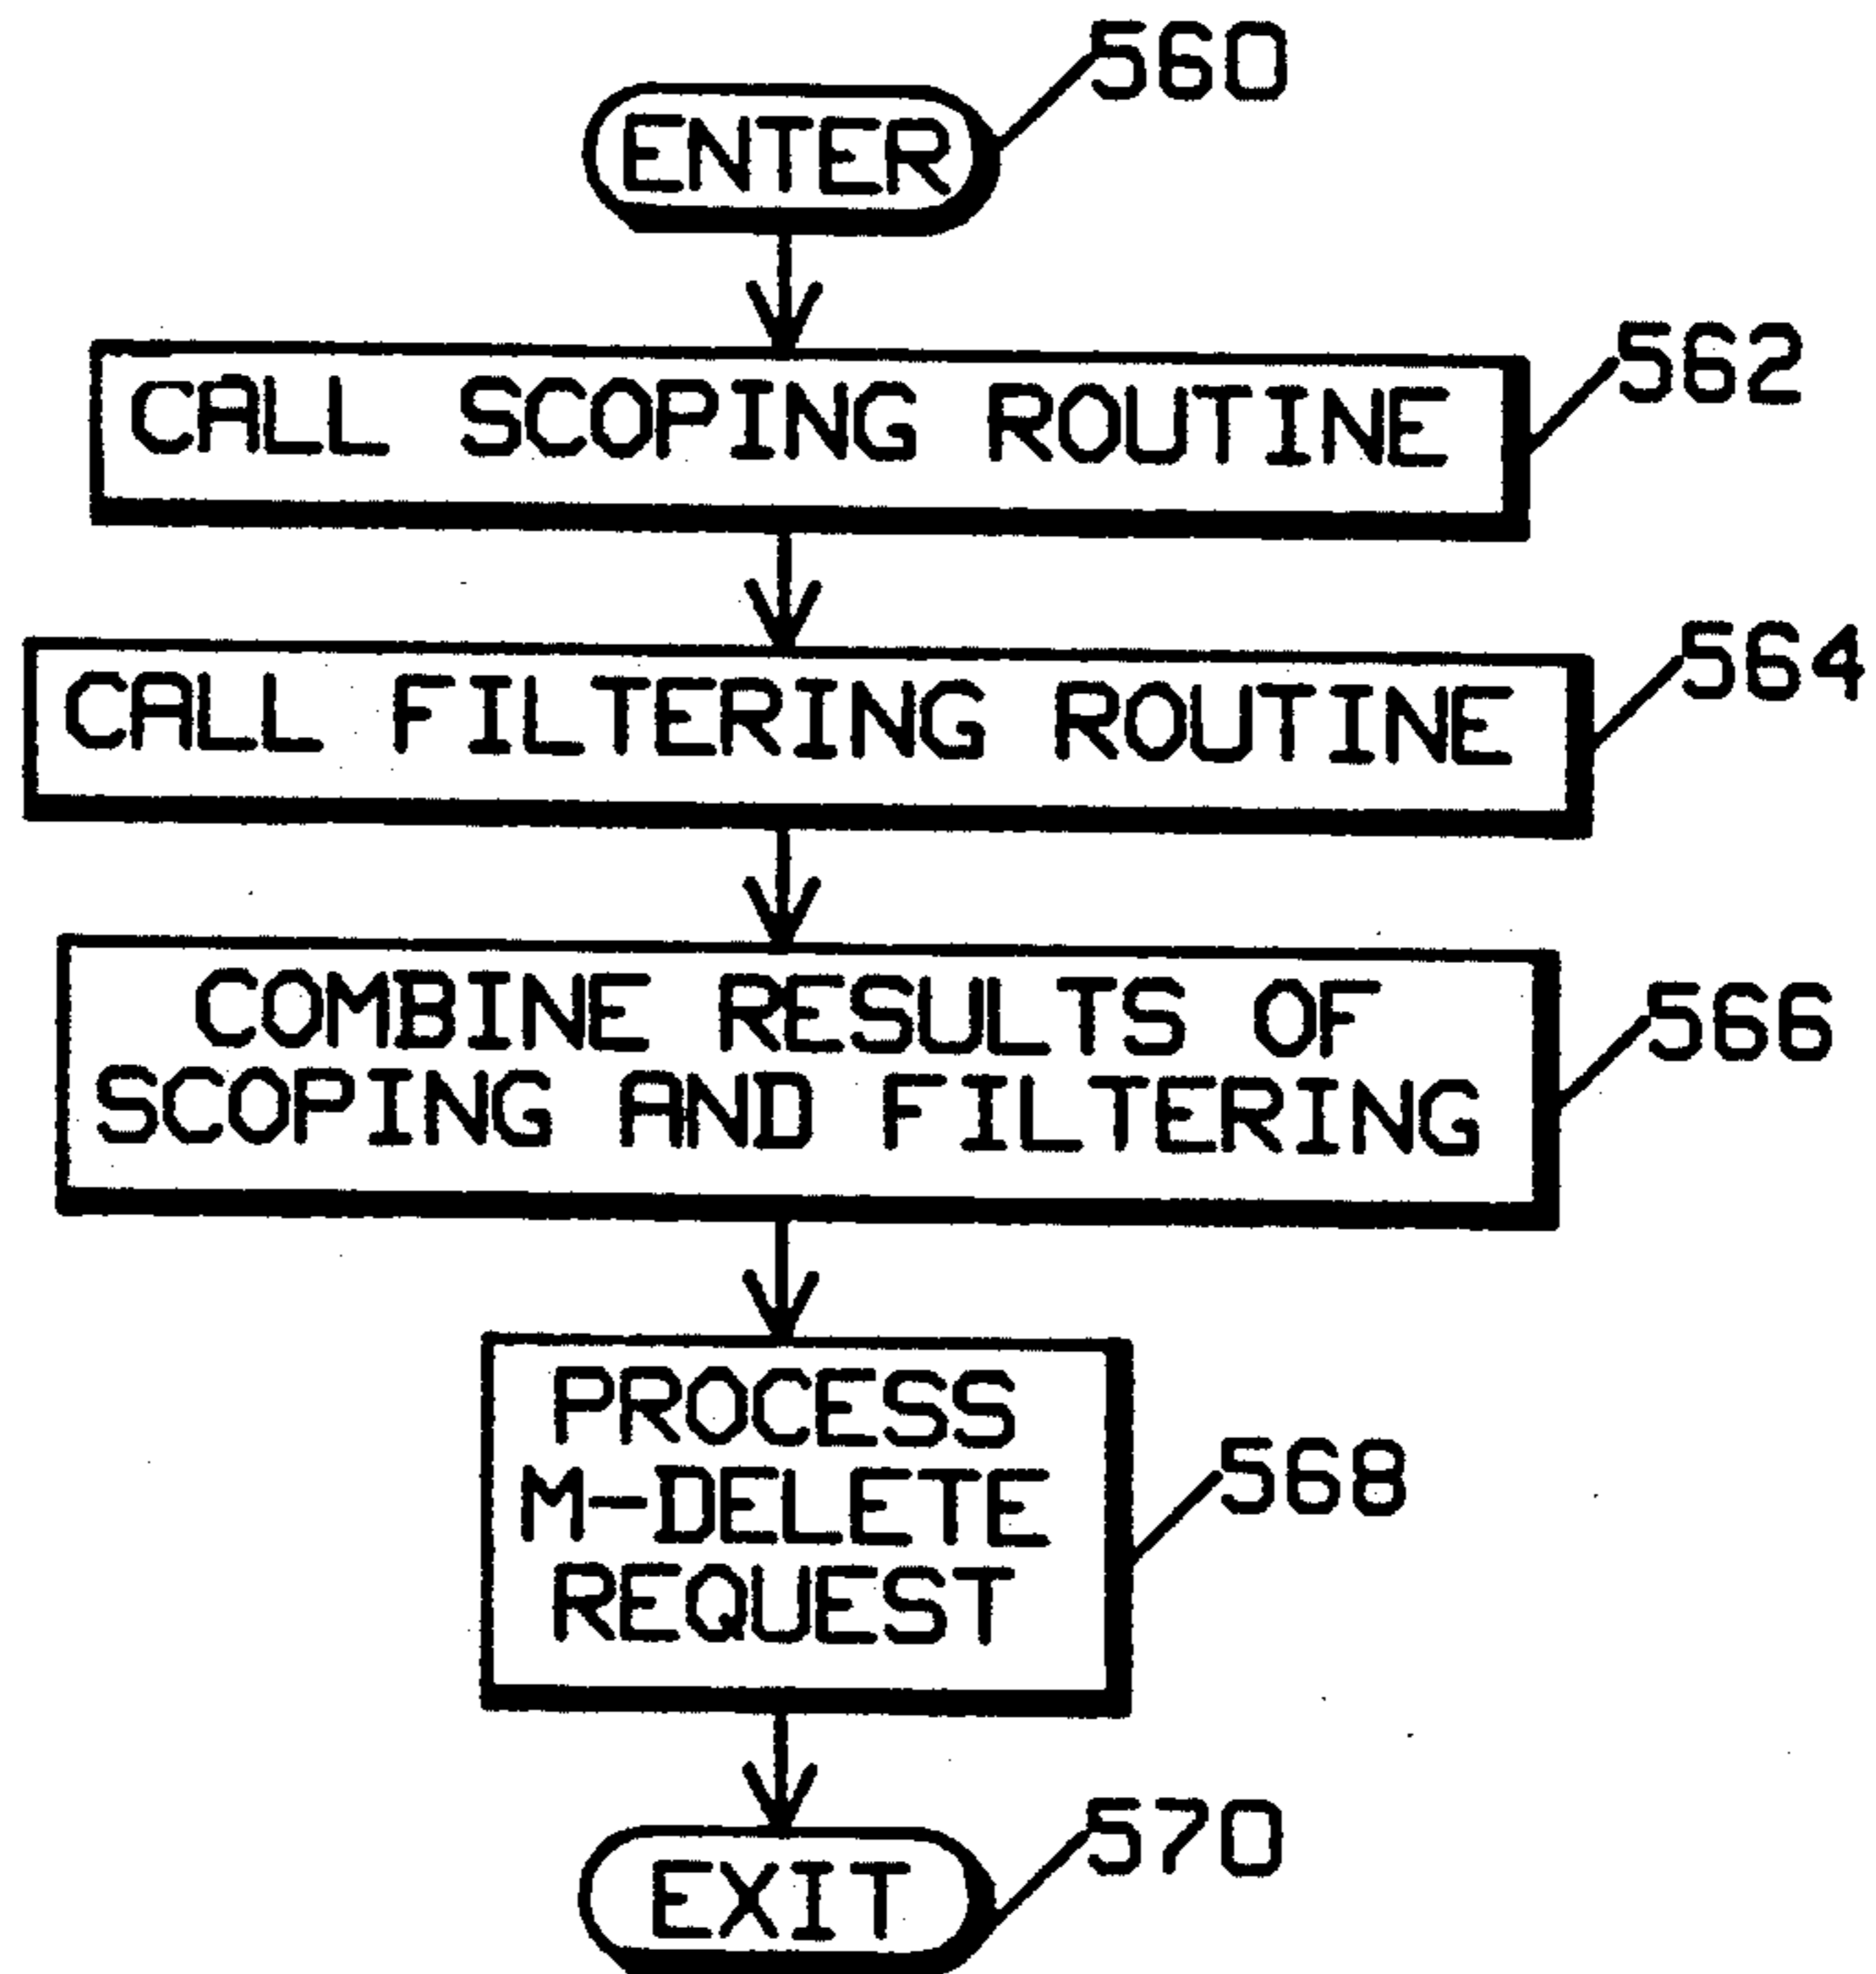 560
ENTER
562
CALL SCOPING ROUTINE
564
CALL FILTERING ROUTINE
566
COMBINE RESULTS OF
SCOPING AND FILTERING
568
PROCESS
M-DELETE
REQUEST
570
EXIT